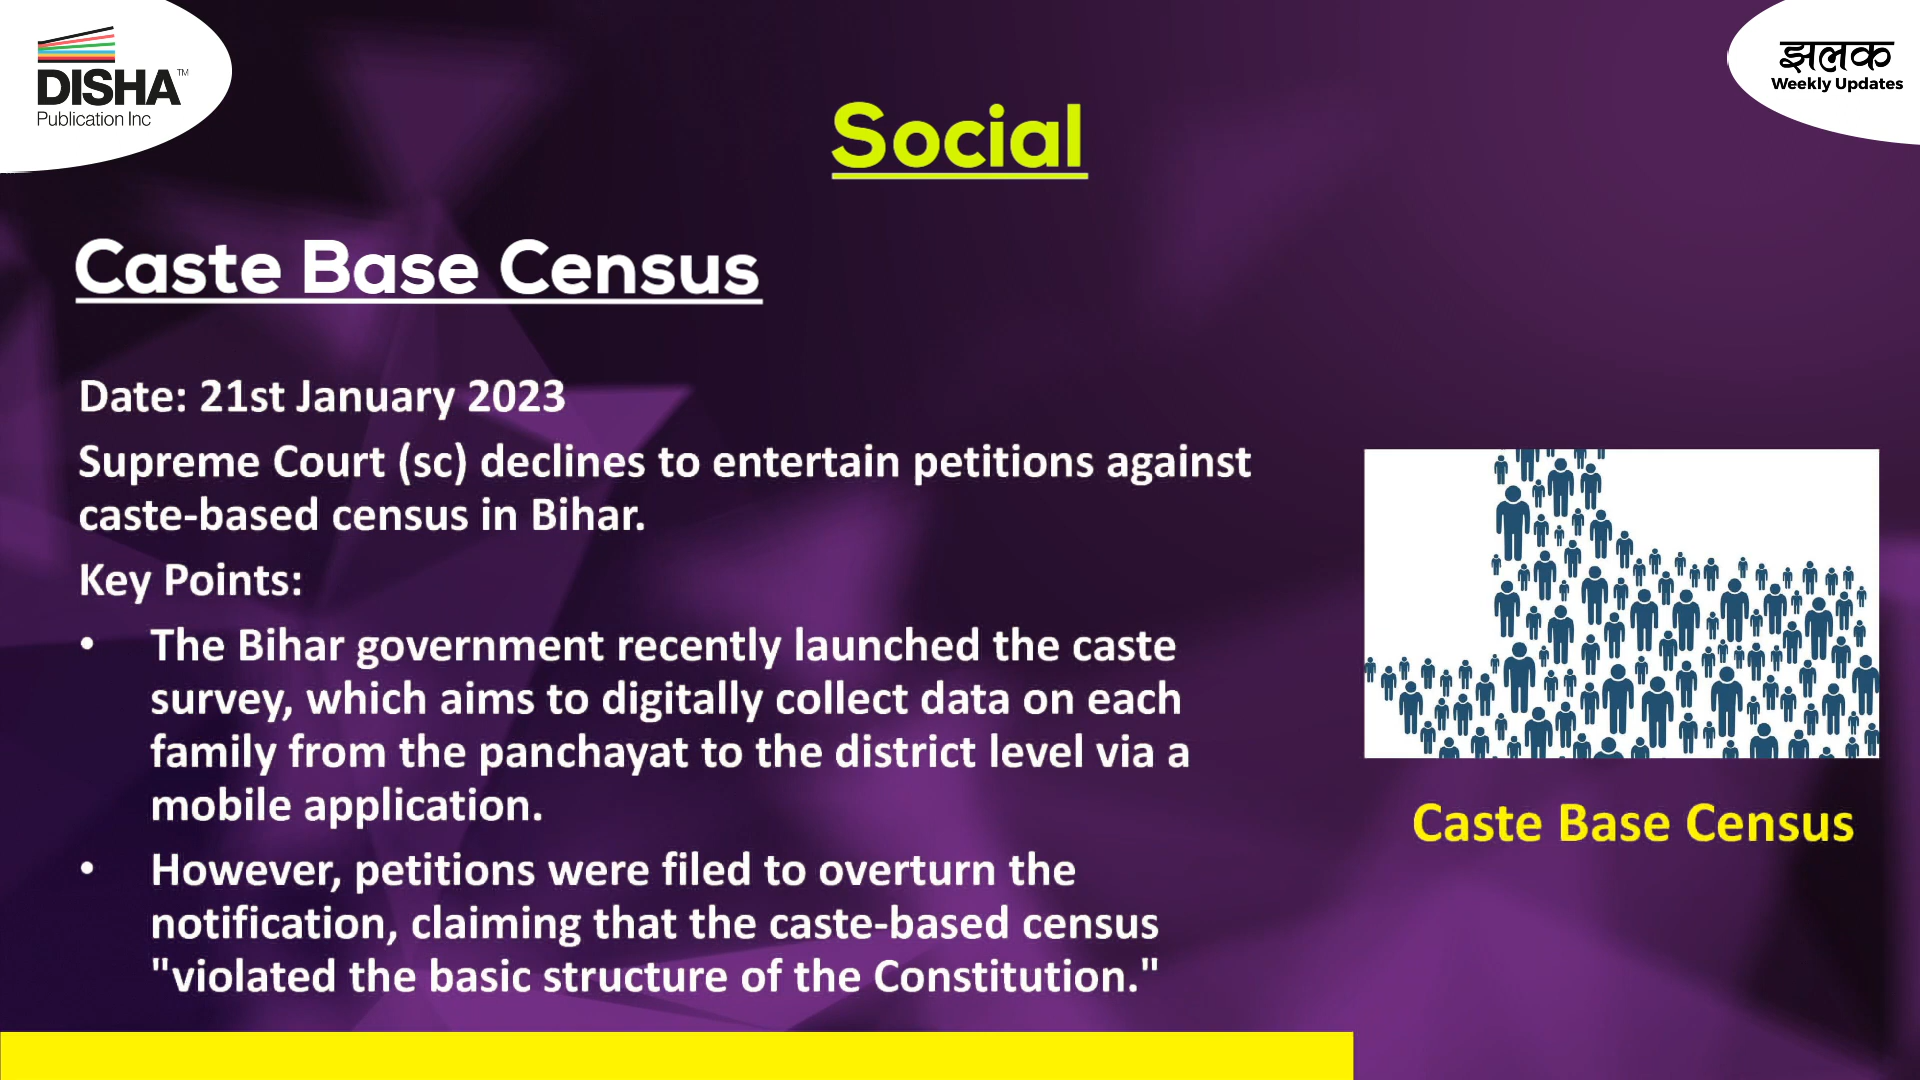 DISHA™
Publication Inc
झलक
Weekly Updates
Social
Caste Base Census
Date: 21st January 2023
Supreme Court (sc) declines to entertain petitions against
caste-based census in Bihar.
Key Points:
• The Bihar government recently launched the caste
survey, which aims to digitally collect data on each
family from the panchayat to the district level via a
mobile application.
• However, petitions were filed to overturn the
notification, claiming that the caste-based census
"violated the basic structure of the Constitution."
Caste Base Census